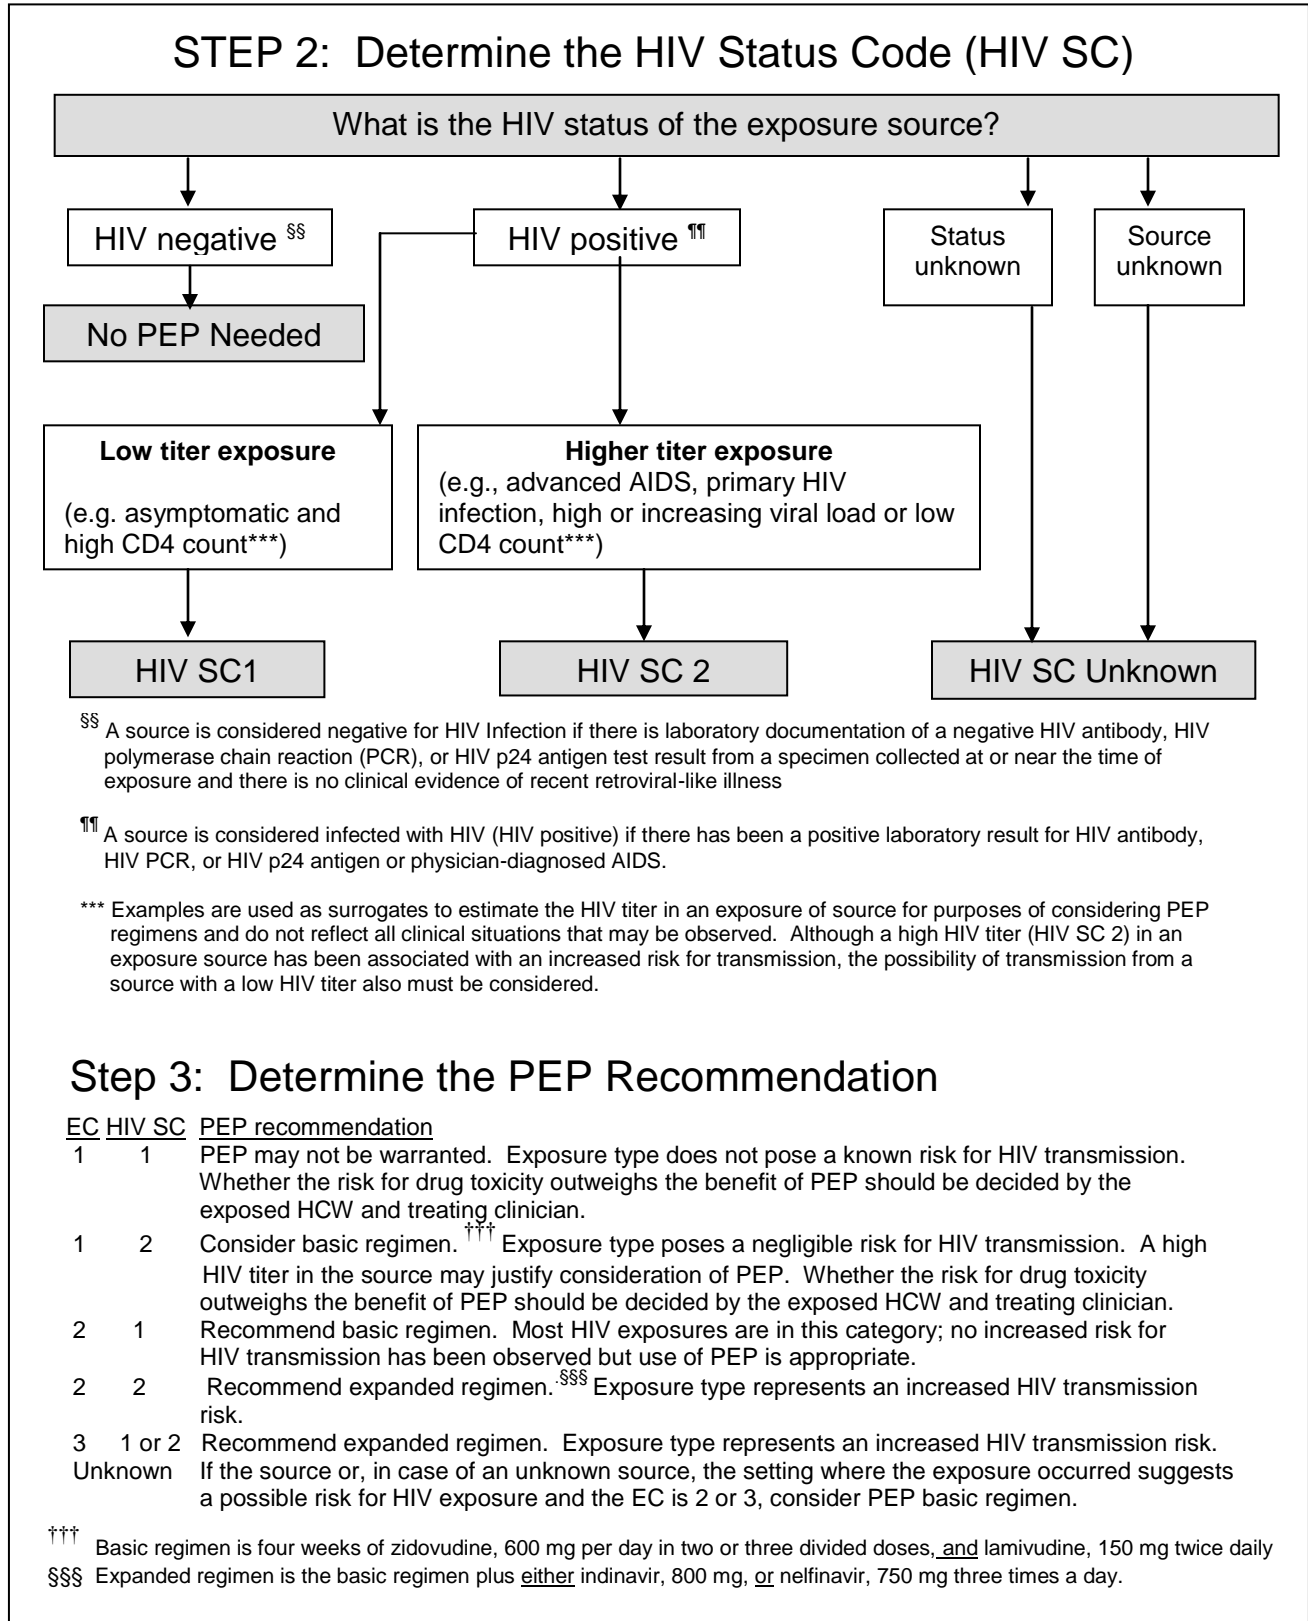 STEP 2: Determine the HIV Status Code (HIV SC)
What is the HIV status of the exposure source?
HIV negative §§
HIV positive ¶¶
Status
unknown
Source
unknown
No PEP Needed
Low titer exposure
(e.g. asymptomatic and
high CD4 count***)
Higher titer exposure
(e.g., advanced AIDS, primary HIV
infection, high or increasing viral load or low
CD4 count***)
HIV SC1
HIV SC 2
HIV SC Unknown
§§ A source is considered negative for HIV Infection if there is laboratory documentation of a negative HIV antibody, HIV
polymerase chain reaction (PCR), or HIV p24 antigen test result from a specimen collected at or near the time of
exposure and there is no clinical evidence of recent retroviral-like illness
¶¶ A source is considered infected with HIV (HIV positive) if there has been a positive laboratory result for HIV antibody,
HIV PCR, or HIV p24 antigen or physician-diagnosed AIDS.
*** Examples are used as surrogates to estimate the HIV titer in an exposure of source for purposes of considering PEP
regimens and do not reflect all clinical situations that may be observed. Although a high HIV titer (HIV SC 2) in an
exposure source has been associated with an increased risk for transmission, the possibility of transmission from a
source with a low HIV titer also must be considered.
Step 3: Determine the PEP Recommendation
EC HIV SC PEP recommendation
1 1 PEP may not be warranted. Exposure type does not pose a known risk for HIV transmission.
Whether the risk for drug toxicity outweighs the benefit of PEP should be decided by the
exposed HCW and treating clinician.
1 2 Consider basic regimen. ††† Exposure type poses a negligible risk for HIV transmission. A high
HIV titer in the source may justify consideration of PEP. Whether the risk for drug toxicity
outweighs the benefit of PEP should be decided by the exposed HCW and treating clinician.
2 1 Recommend basic regimen. Most HIV exposures are in this category; no increased risk for
HIV transmission has been observed but use of PEP is appropriate.
2 2 Recommend expanded regimen.·§§§ Exposure type represents an increased HIV transmission
risk.
3 1 or 2 Recommend expanded regimen. Exposure type represents an increased HIV transmission risk.
Unknown If the source or, in case of an unknown source, the setting where the exposure occurred suggests
a possible risk for HIV exposure and the EC is 2 or 3, consider PEP basic regimen.
††† Basic regimen is four weeks of zidovudine, 600 mg per day in two or three divided doses, and lamivudine, 150 mg twice daily
§§§ Expanded regimen is the basic regimen plus either indinavir, 800 mg, or nelfinavir, 750 mg three times a day.